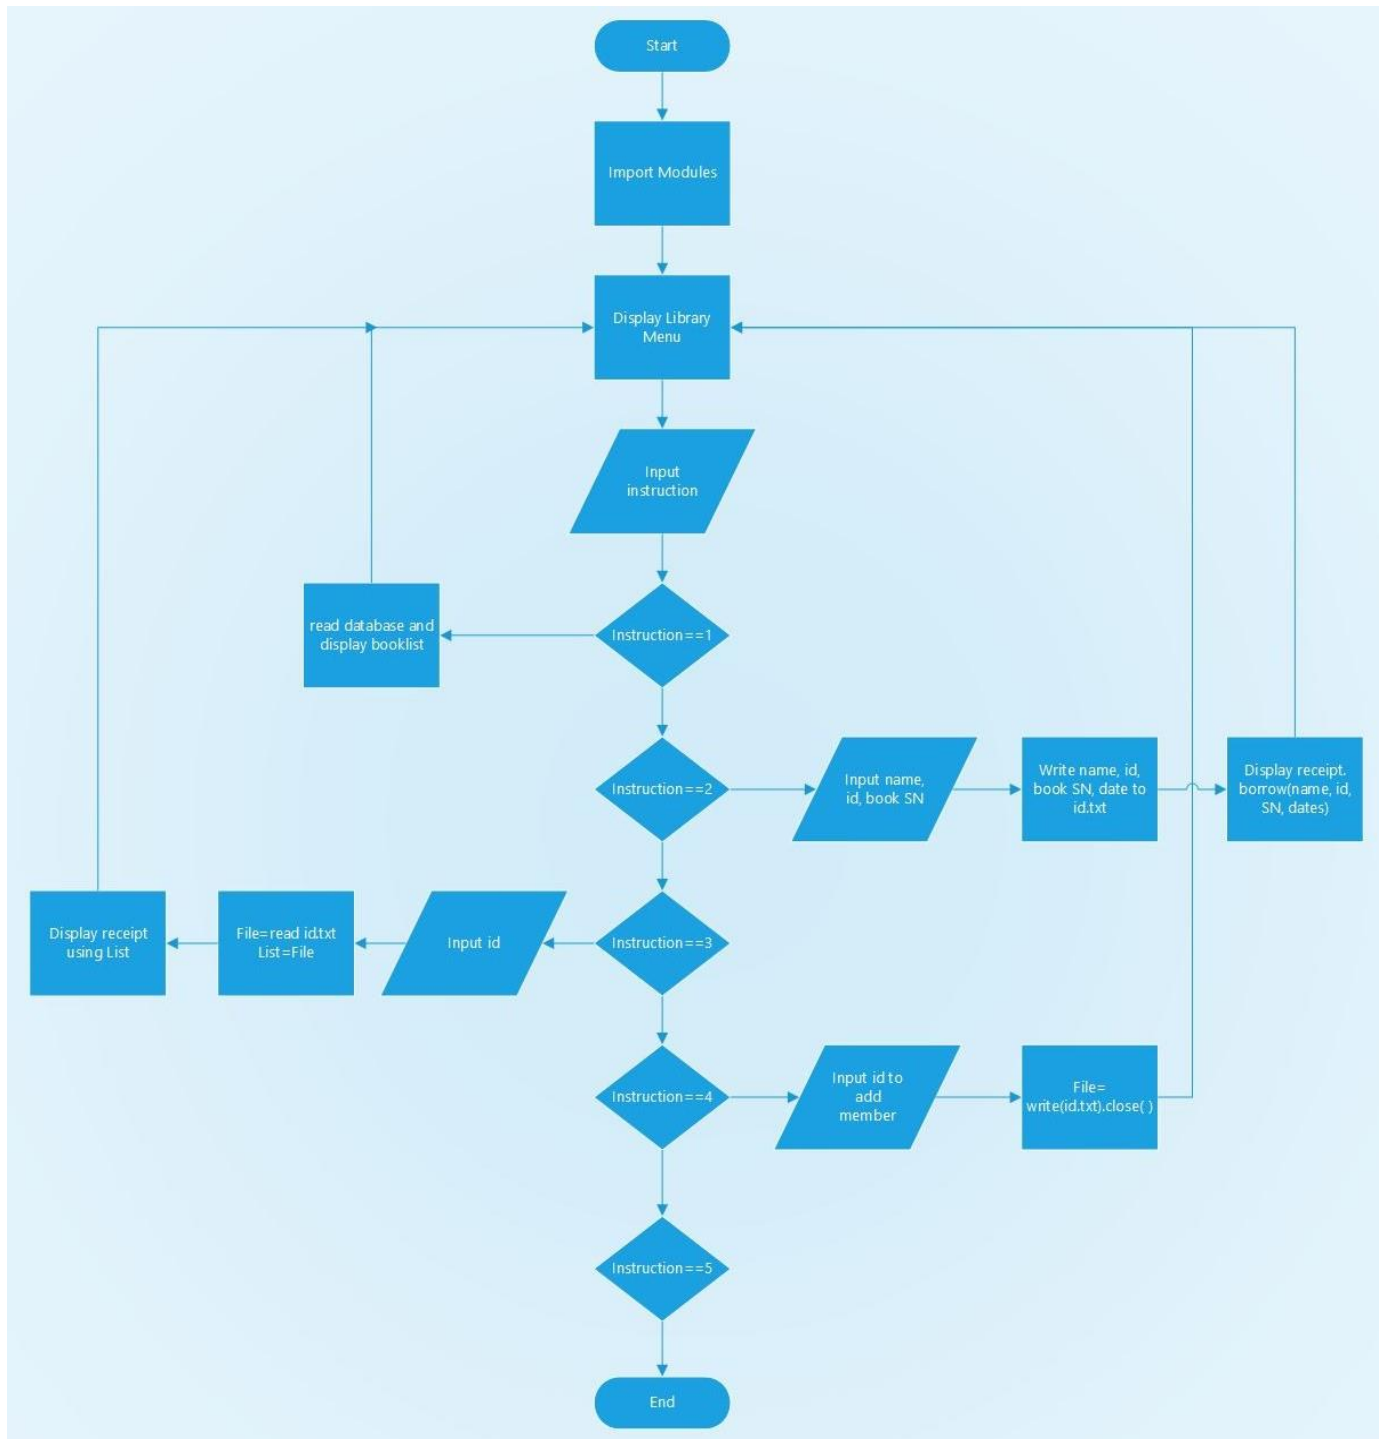 Start
Import Modules
Display Library
Menu
Input
instruction
Instruction==1
read database and
display booklist
Instruction==2
Input name,
id, book SN
Write name, id,
book SN, date to
id.txt
Display receipt.
borrow(name, id,
SN, dates)
Instruction==3
Input id
File=read id.txt
List=File
Display receipt
using List
Instruction==4
Input id to
add
member
File=
write(id.txt).close( )
Instruction==5
End